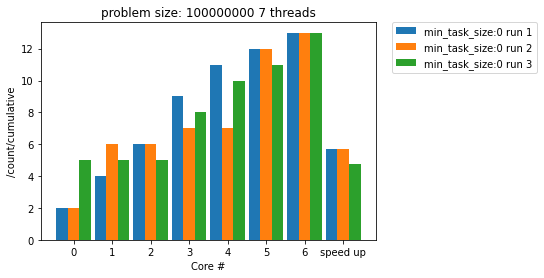 problem size: 100000000 7 threads
min_task_size:0 run 1
min_task_size:0 run 2
min_task_size:0 run 3
/count/cumulative
12
10
8
6
4
2
0
0 1 2 3 4 5 6 speed up
Core #